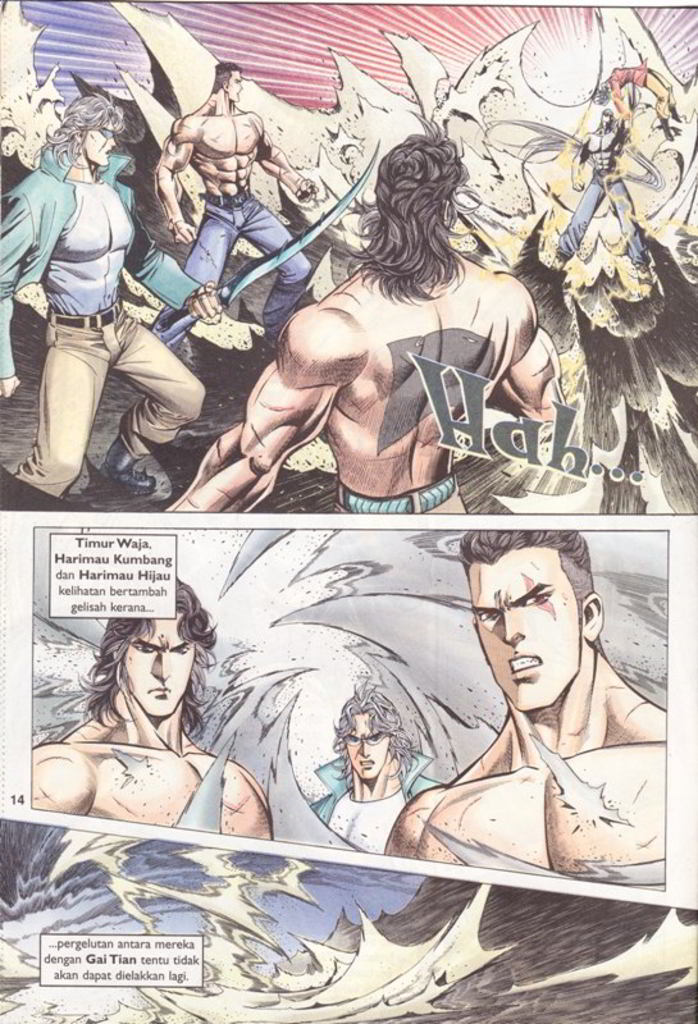 Hah...
Timur Waja,
Harimau Kumbang
dan Harimau Hijau
kelihatan bertambah
gelisah kerana...
14
...pergelutan antara mereka
dengan Gai Tian tentu tidak
akan dapat dielakkan lagi.